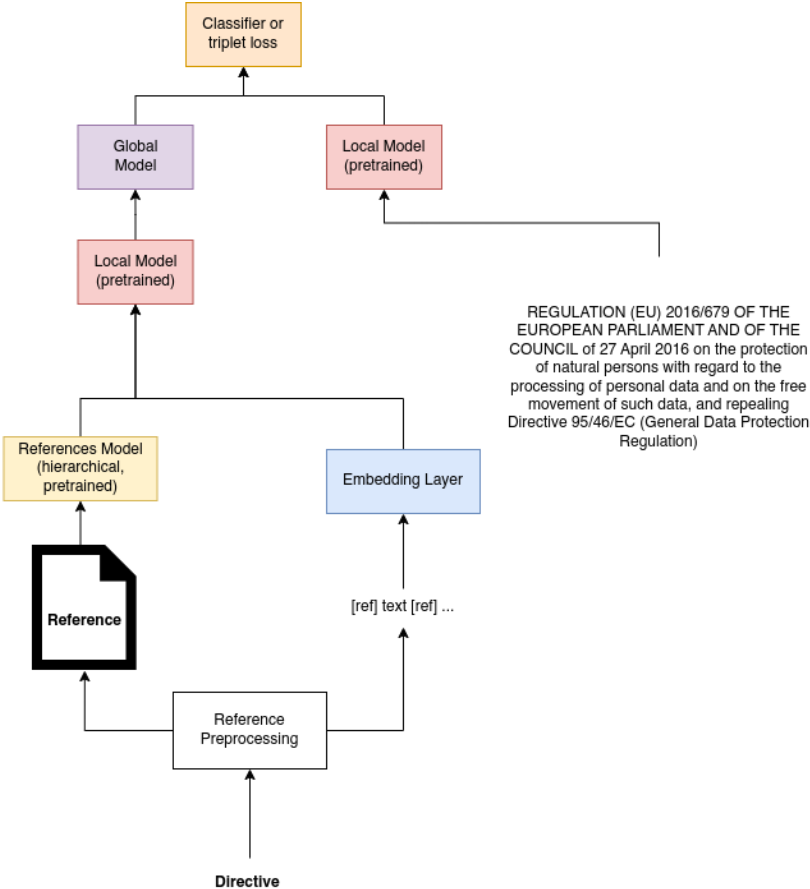 Classifier or
triplet loss
Global
Model
Local Model
(pretrained)
Local Model
(pretrained)
REGULATION (EU) 2016/679 OF THE
EUROPEAN PARLIAMENT AND OF THE
COUNCIL of 27 April 2016 on the protection
of natural persons with regard to the
processing of personal data and on the free
movement of such data, and repealing
Directive 95/46/EC (General Data Protection
Regulation)
References Model
(hierarchical,
pretrained)
Embedding Layer
Reference
[ref] text [ref] ...
Reference
Preprocessing
Directive